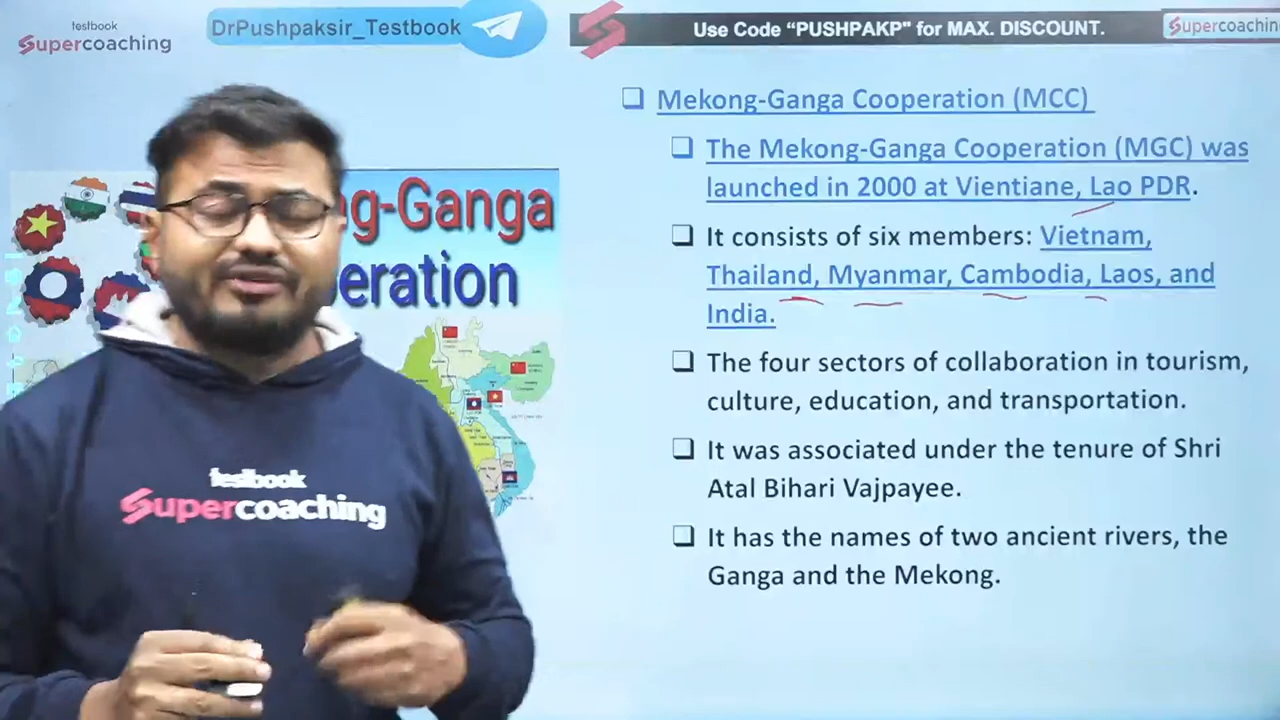 testbook
Supercoaching
DrPushpaksir_Testbook
Use Code “PUSHPAKP" for MAX. DISCOUNT.
Supercoachin
❑ Mekong-Ganga Cooperation (MCC)
❑ The Mekong-Ganga Cooperation (MGC) was
launched in 2000 at Vientiane, Lao PDR.
❑ It consists of six members: Vietnam,
Thailand, Myanmar, Cambodia, Laos, and
India.
❑ The four sectors of collaboration in tourism,
culture, education, and transportation.
❑ It was associated under the tenure of Shri
Atal Bihari Vajpayee.
❑ It has the names of two ancient rivers, the
Ganga and the Mekong.
ng-Ganga
eration
testbook
Supercoaching